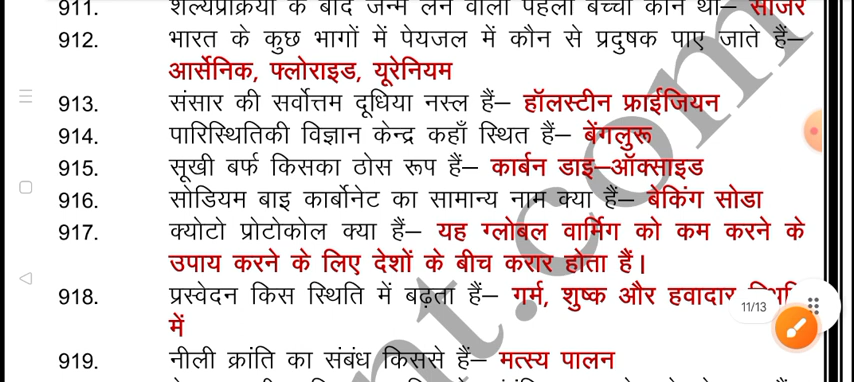 911. शल्यप्रक्रिया के बाद जन्म लेने वाला पहला बच्चा कौन था– सीजर
912. भारत के कुछ भागों में पेयजल में कौन से प्रदुषक पाए जाते हैं–
आर्सेनिक, फ्लोराइड, यूरेनियम
913. संसार की सर्वोत्तम दूधिया नस्ल हैं– हॉलस्टीन फ्राईजियन
914. पारिस्थितिकी विज्ञान केन्द्र कहाँ स्थित हैं– बेंगलुरू
915. सूखी बर्फ किसका ठोस रूप हैं– कार्बन डाई–ऑक्साइड
916. सोडियम बाइ कार्बोनेट का सामान्य नाम क्या हैं– बेकिंग सोडा
917. क्योटो प्रोटोकोल क्या हैं– यह ग्लोबल वार्मिग को कम करने के
उपाय करने के लिए देशों के बीच करार होता हैं।
918. प्रस्वेदन किस स्थिति में बढ़ता हैं– गर्म, शुष्क और हवादार
में
11/13
919. नीली क्रांति का संबंध किससे हैं– मत्स्य पालन
nt.com